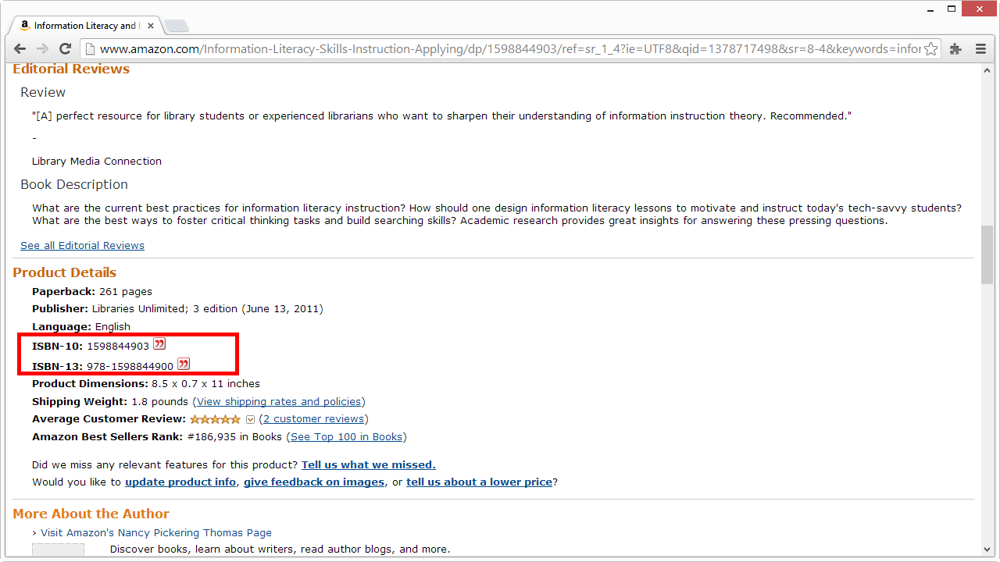 Information Literacy and
www.amazon.com/Information-Literacy-Skills-Instruction-Applying/dp/1598844903/ref=sr_1_4?ie=UTF8&qid=1378717498&sr=8-4&keywords=infor
Editorial Reviews
Review
"[A] perfect resource for library students or experienced librarians who want to sharpen their understanding of information instruction theory. Recommended."
-
Library Media Connection
Book Description
What are the current best practices for information literacy instruction? How should one design information literacy lessons to motivate and instruct today's tech-savvy students?
What are the best ways to foster critical thinking tasks and build searching skills? Academic research provides great insights for answering these pressing questions.
See all Editorial Reviews
Product Details
Paperback: 261 pages
Publisher: Libraries Unlimited; 3 edition (June 13, 2011)
Language: English
ISBN-10: 1598844903
ISBN-13: 978-1598844900
Product Dimensions: 8.5 x 0.7 x 11 inches
Shipping Weight: 1.8 pounds (View shipping rates and policies)
Average Customer Review: (2 customer reviews)
Amazon Best Sellers Rank: #186,935 in Books (See Top 100 in Books)
Did we miss any relevant features for this product? Tell us what we missed.
Would you like to update product info, give feedback on images, or tell us about a lower price?
More About the Author
› Visit Amazon's Nancy Pickering Thomas Page
Discover books, learn about writers, read author blogs, and more.